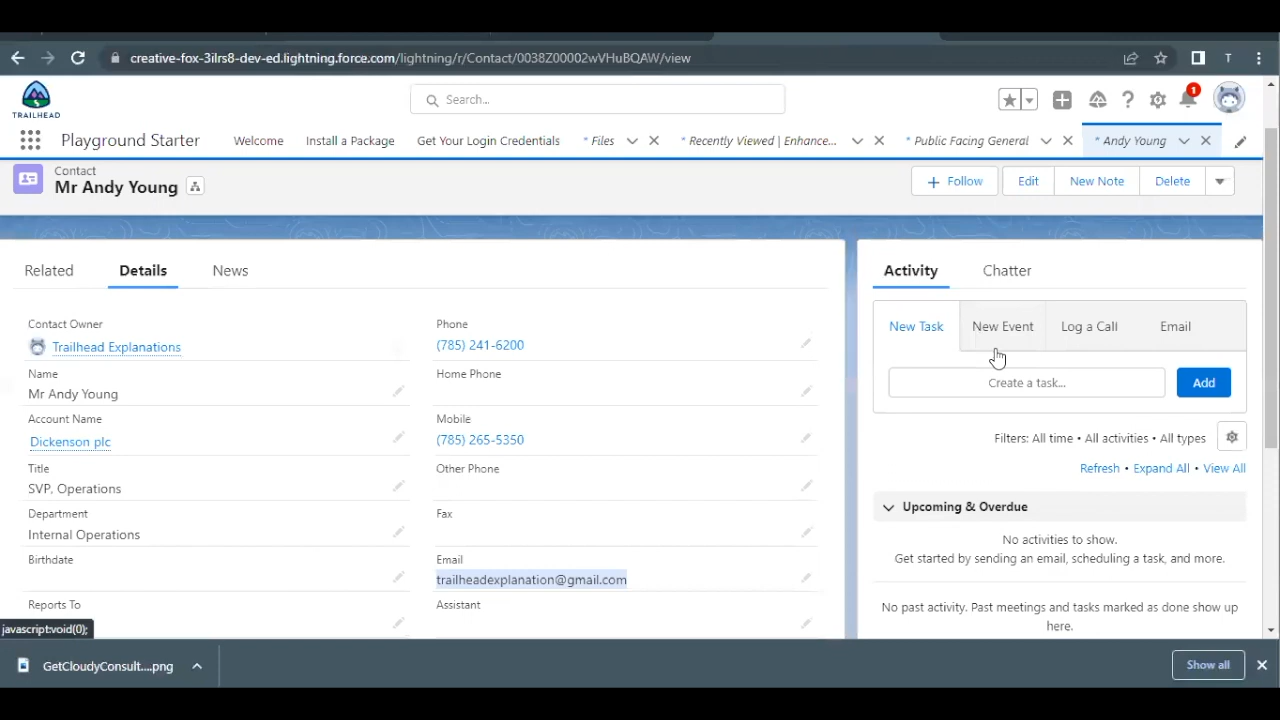 creative-fox-3ilrs8-dev-ed.lightning.force.com/lightning/r/Contact/0038Z00002wVHuBQAW/view
T
TRAILHEAD
Search...
1
Playground Starter
Welcome
Install a Package
Get Your Login Credentials
* Files
* Recently Viewed | Enhance...
* Public Facing General
* Andy Young
Contact
Mr Andy Young
+ Follow
Edit
New Note
Delete
Related
Details
News
Activity
Chatter
Contact Owner
Trailhead Explanations
Name
Mr Andy Young
Account Name
Dickenson plc
Title
SVP, Operations
Department
Internal Operations
Birthdate
Reports To
Phone
(785) 241-6200
Home Phone
Mobile
(785) 265-5350
Other Phone
Fax
Email
trailheadexplanation@gmail.com
Assistant
New Task
New Event
Log a Call
Email
Create a task...
Add
Filters: All time • All activities • All types
Refresh • Expand All • View All
Upcoming & Overdue
No activities to show.
Get started by sending an email, scheduling a task, and more.
No past activity. Past meetings and tasks marked as done show up
here.
javascript:void(0);
GetCloudyConsult....png
Show all